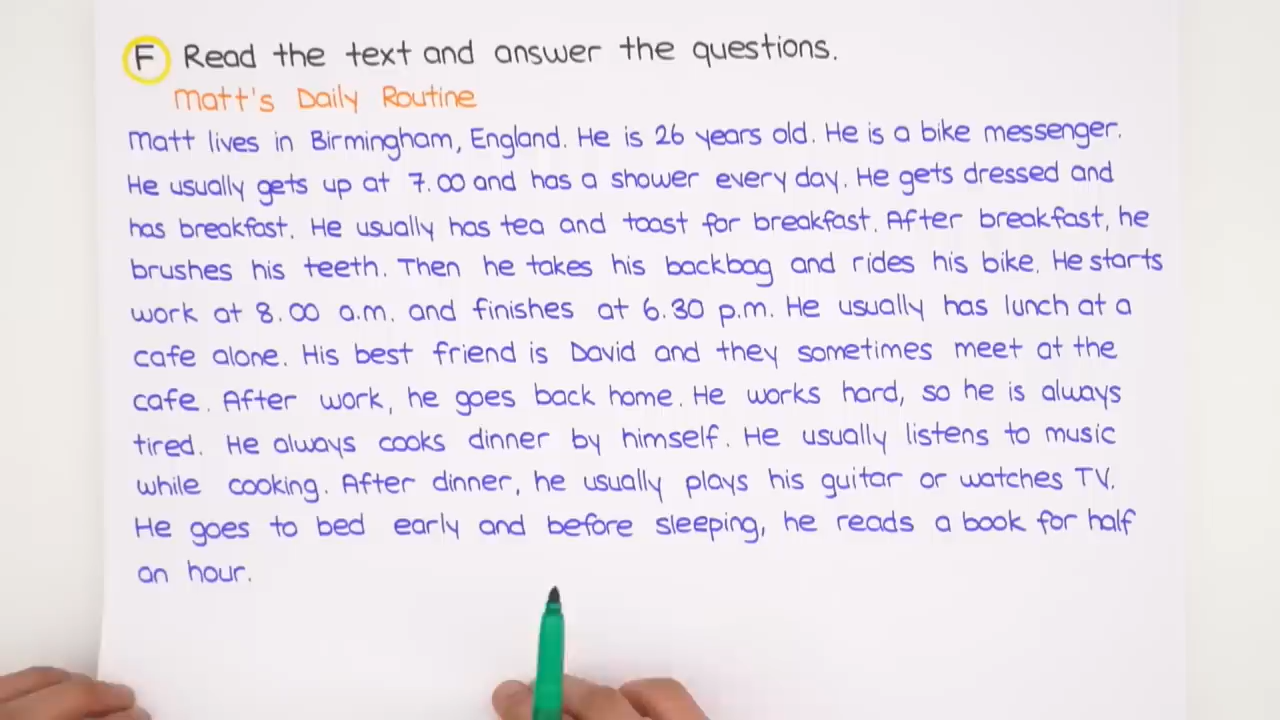 F Read the text and answer the questions.
Matt's Daily Routine
Matt lives in Birmingham, England. He is 26 years old. He is a bike messenger.
He usually gets up at 7.00 and has a shower every day. He gets dressed and
has breakfast. He usually has tea and toast for breakfast. After breakfast, he
brushes his teeth. Then he takes his backbag and rides his bike. He starts
work at 8.00 a.m. and finishes at 6.30 p.m. He usually has lunch at a
cafe alone. His best friend is David and they sometimes meet at the
cafe. After work, he goes back home. He works hard, so he is always
tired. He always cooks dinner by himself. He usually listens to music
while cooking. After dinner, he usually plays his guitar or watches TV.
He goes to bed early and before sleeping, he reads a book for half
an hour.